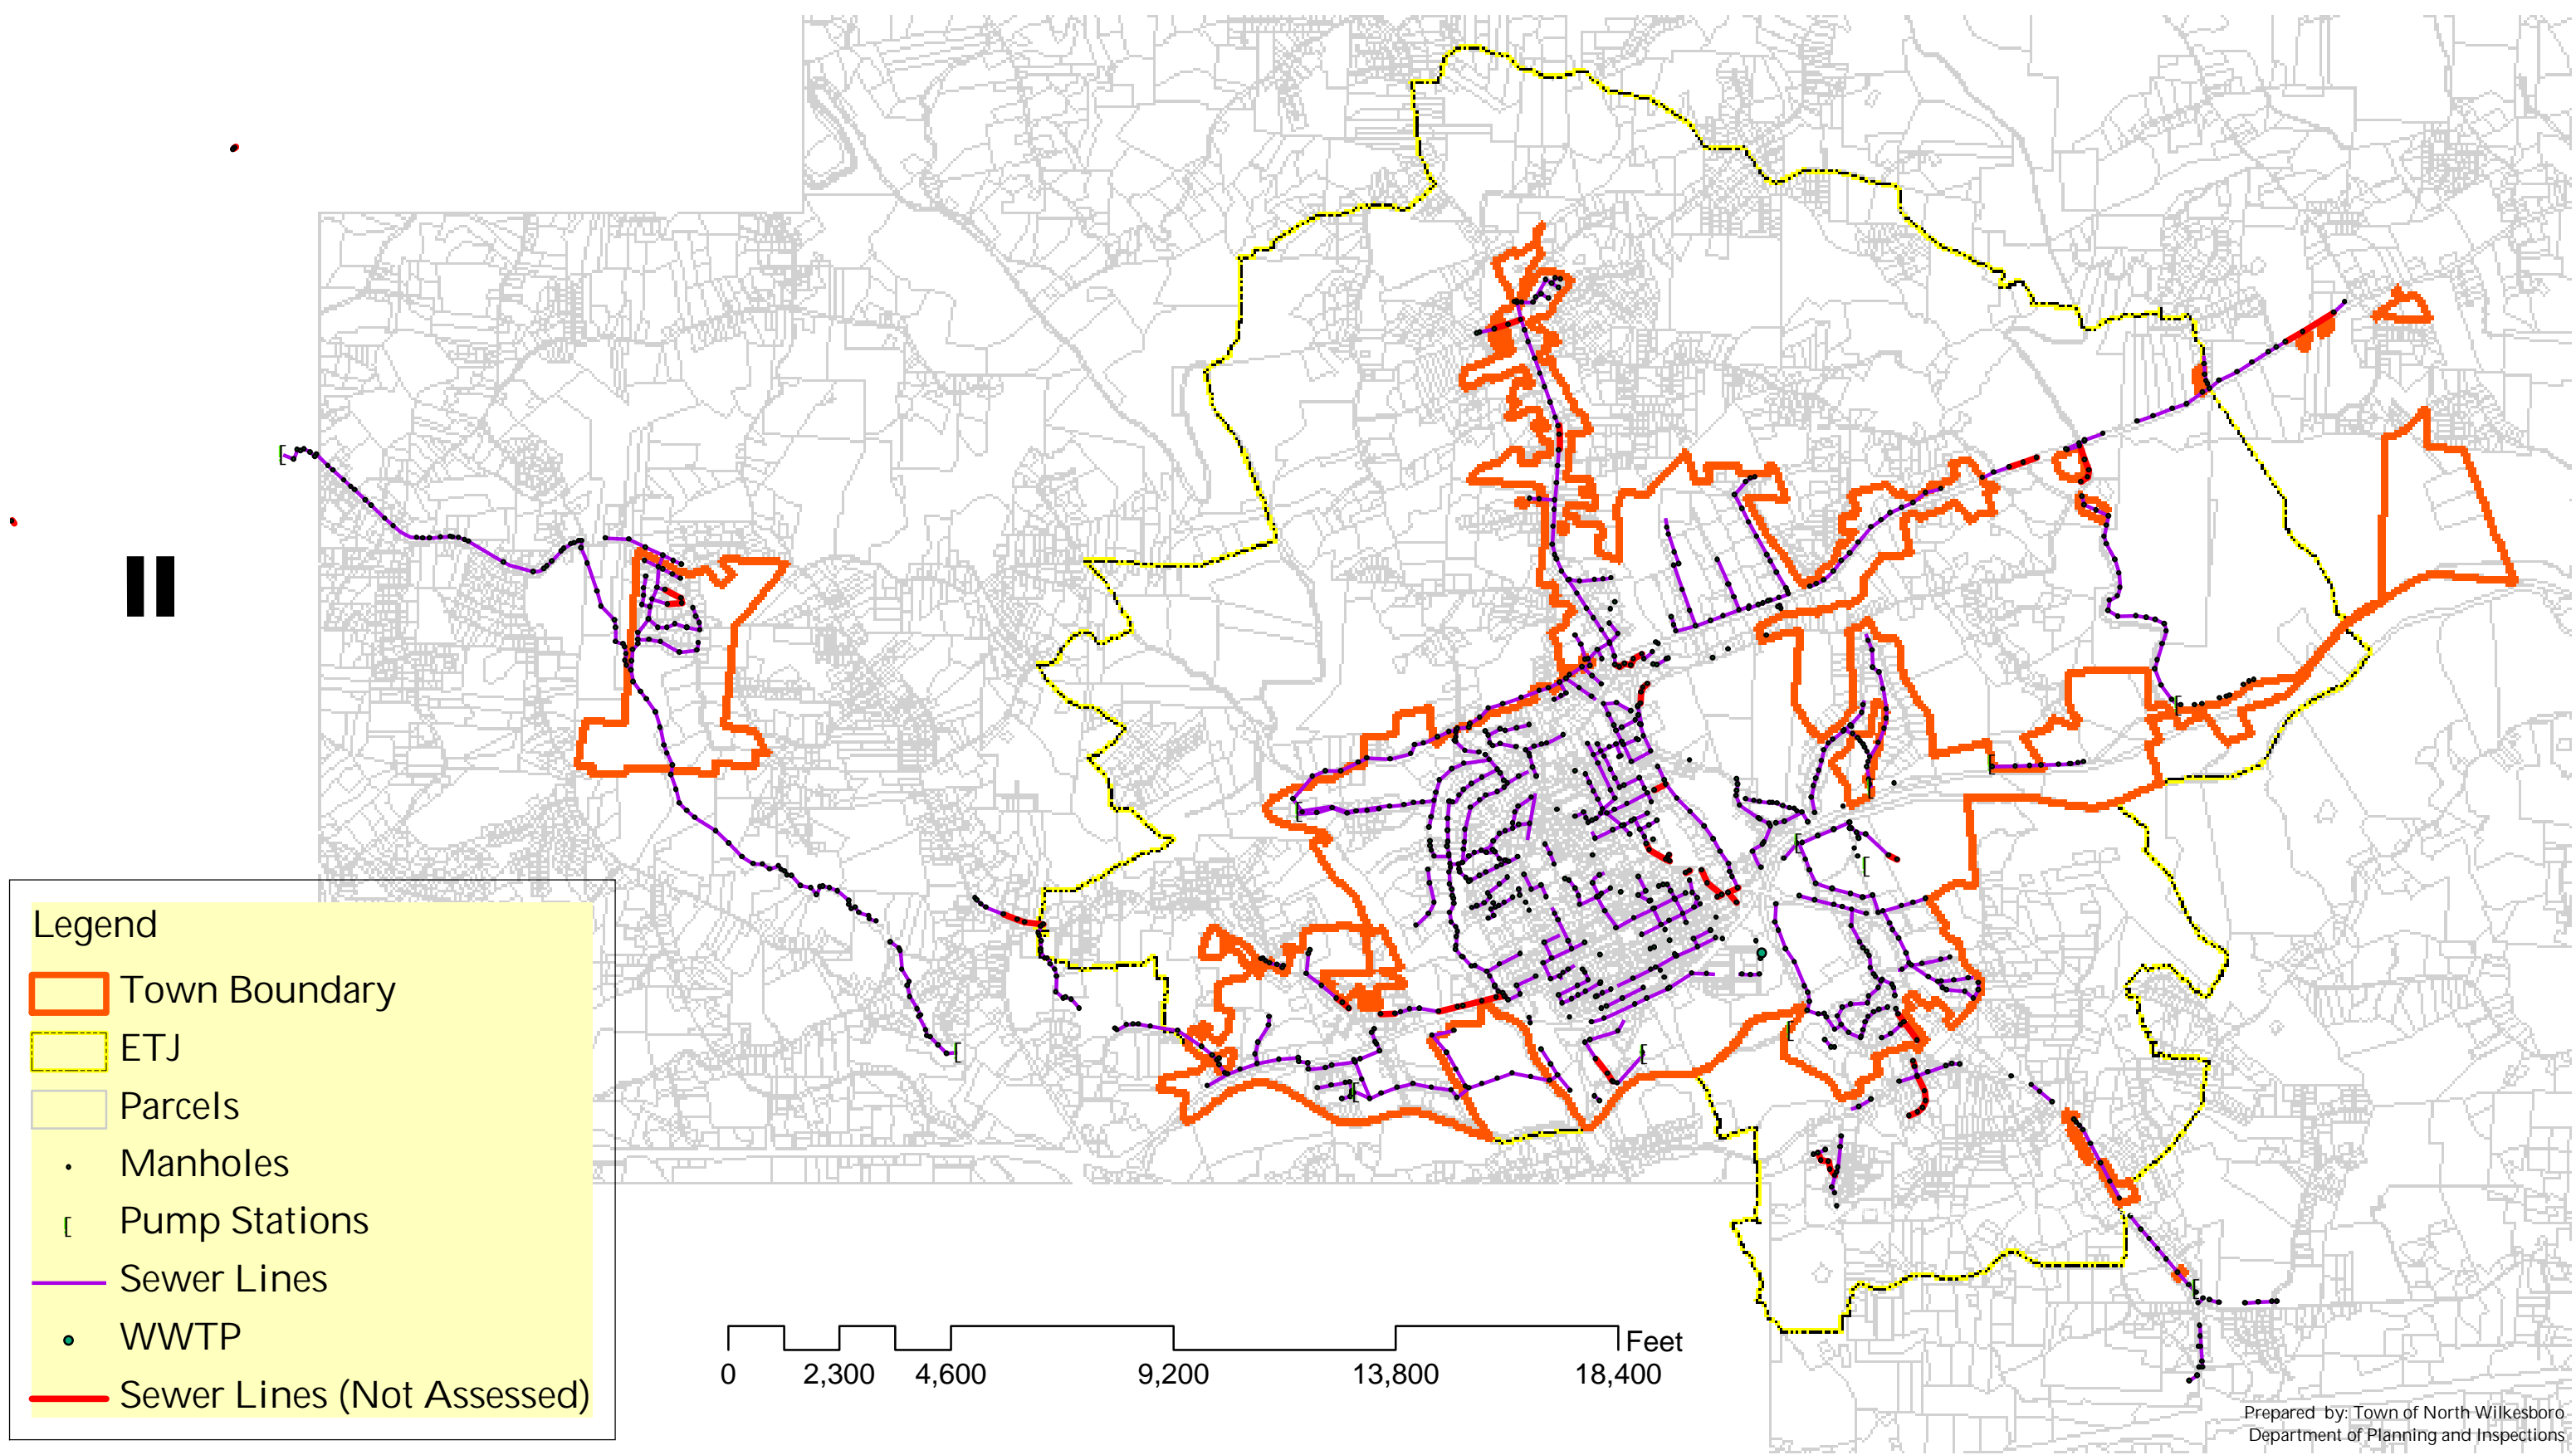 II
Legend
Town Boundary
ETJ
Parcels
Manholes
[ Pump Stations
Sewer Lines
WWTP
Sewer Lines (Not Assessed)
Feet
0 2,300 4,600 9,200 13,800 18,400
Prepared by: Town of North Wilkesboro
Department of Planning and Inspections